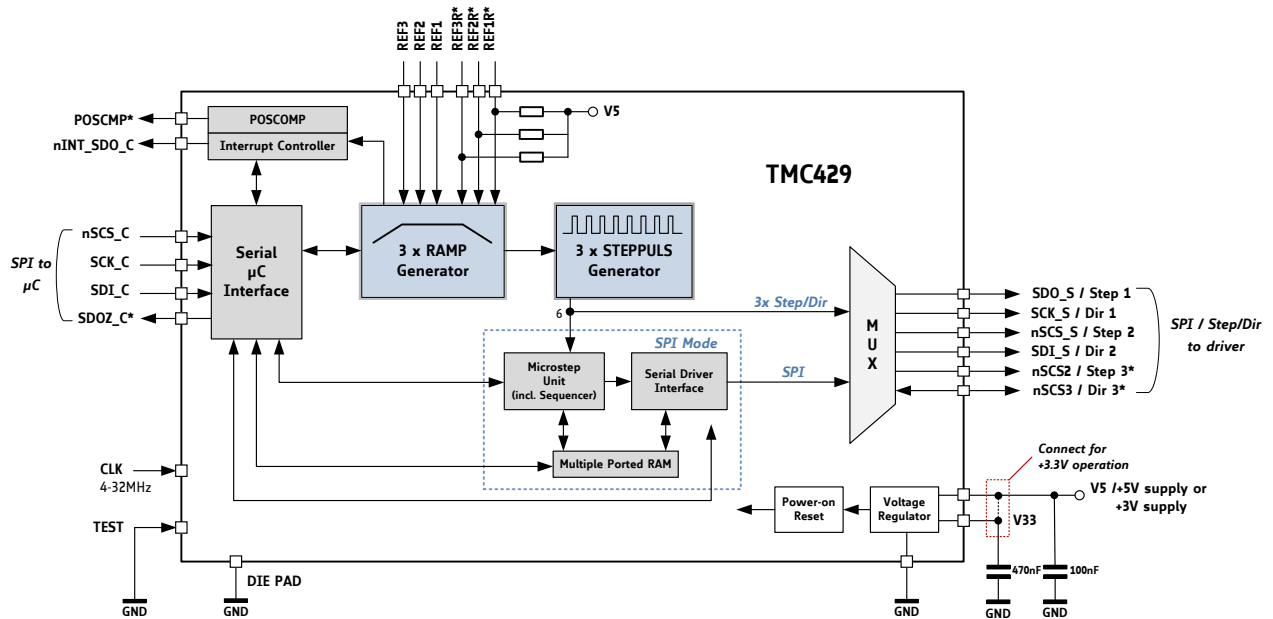 REF3
REF2
REF1
REF3R*
REF2R*
REF1R*
V5
TMC429
POSCMP*
nINT_SDO_C
POSCOMP
Interrupt Controller
SPI to
µC
nSCS_C
SCK_C
SDI_C
SDOZ_C*
Serial
µC
Interface
3 x RAMP
Generator
3 x STEPPULS
Generator
6
3x Step/Dir
SPI Mode
Microstep
Unit
(incl. Sequencer)
Serial Driver
Interface
SPI
Multiple Ported RAM
M
U
X
SDO_S / Step 1
SCK_S / Dir 1
nSCS_S / Step 2
SDI_S / Dir 2
nSCS2 / Step 3*
nSCS3 / Dir 3*
SPI / Step/Dir
to driver
CLK
4-32MHz
TEST
Power-on
Reset
Voltage
Regulator
Connect for
+3.3V operation
V5 /+5V supply or
+3V supply
V33
470nF
100nF
DIE PAD
GND
GND
GND
GND
GND